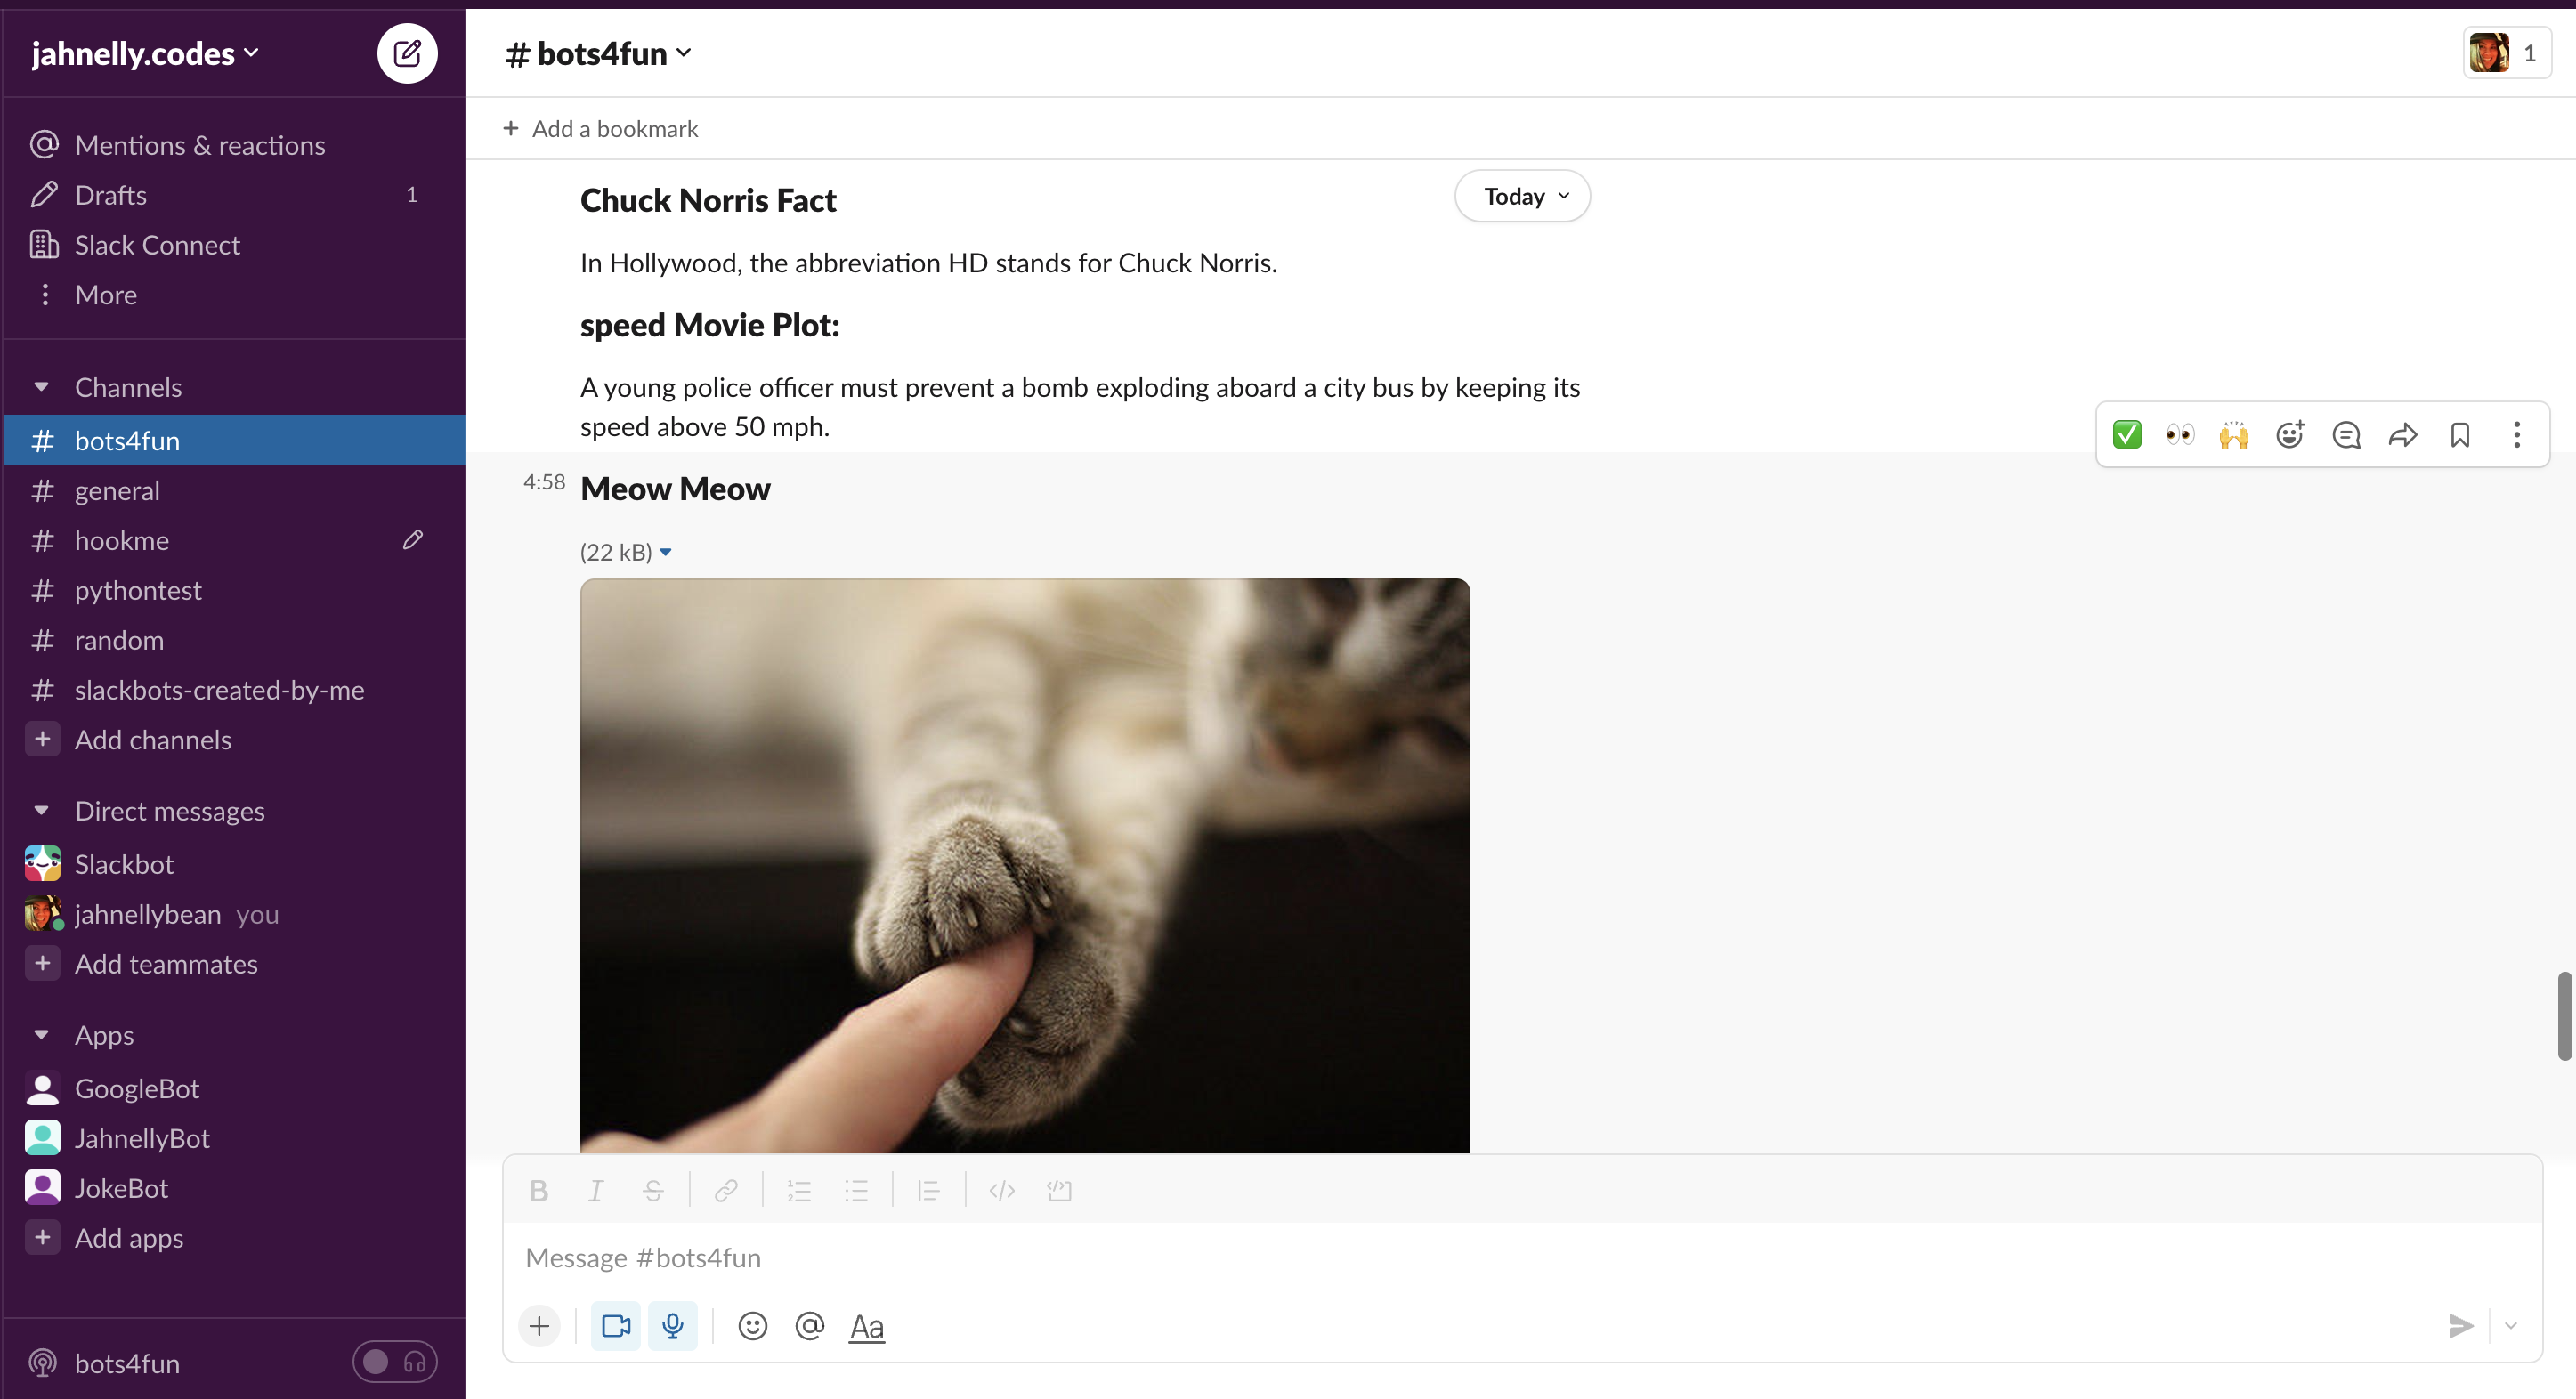 jahnelly.codes
Mentions & reactions
Drafts 1
Slack Connect
More
Channels
# bots4fun
# general
# hookme
# pythontest
# random
# slackbots-created-by-me
+ Add channels
Direct messages
Slackbot
jahnellybean you
+ Add teammates
Apps
GoogleBot
JahnellyBot
JokeBot
+ Add apps
bots4fun
# bots4fun
1
+ Add a bookmark
Today
Chuck Norris Fact
In Hollywood, the abbreviation HD stands for Chuck Norris.
speed Movie Plot:
A young police officer must prevent a bomb exploding aboard a city bus by keeping its
speed above 50 mph.
4:58 Meow Meow
(22 kB)
B I S
Message #bots4fun
+ @ Aa